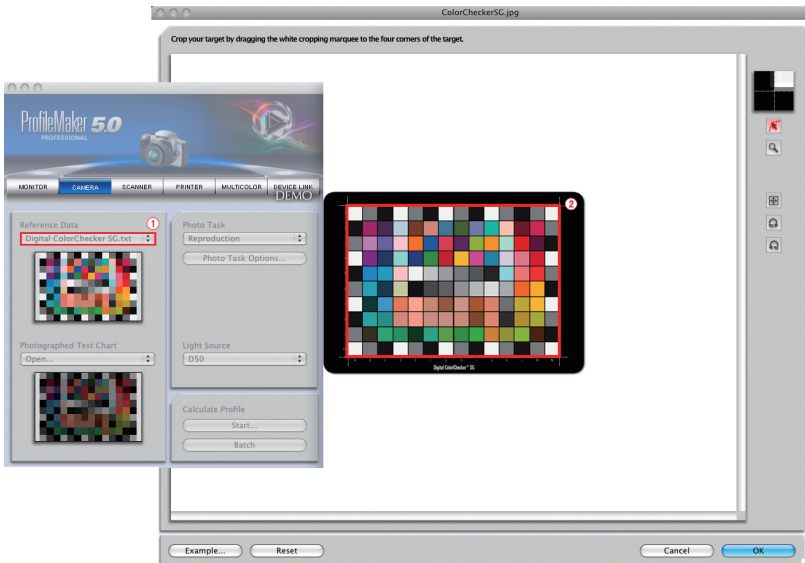 ColorCheckerSG.jpg
Crop your target by dragging the white cropping marquee to the four corners of the target.
ProfileMaker 5.0
PROFESSIONAL
MONITOR CAMERA SCANNER PRINTER MULTICOLOR DEVICE LINK
DEMO
Reference Data 1
Digital ColorChecker SG.txt
Photo Task
Reproduction
Photo Task Options...
Photographed Test Chart
Open...
Light Source
D50
Calculate Profile
Start...
Batch
2
Digital ColorChecker® SG
Example... Reset Cancel OK